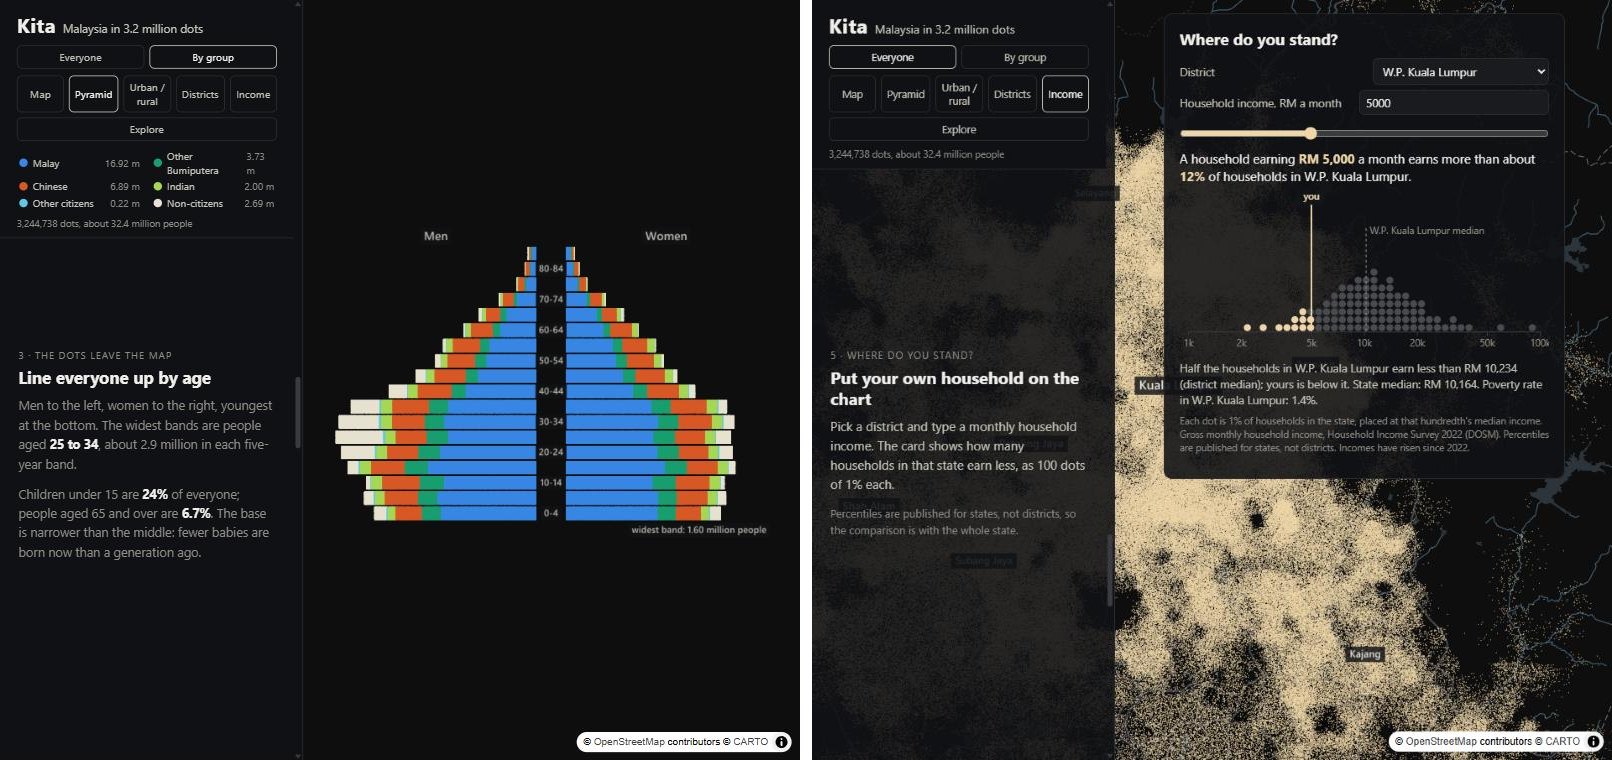 Kita Malaysia in 3.2 million dots
Everyone By group
Map Pyramid Urban / rural Districts Income
Explore
Malay 16.92 m Other Bumiputera 3.73 m
Chinese 6.89 m Indian 2.00 m
Other citizens 0.22 m Non-citizens 2.69 m
3,244,738 dots, about 32.4 million people
3 · THE DOTS LEAVE THE MAP
Line everyone up by age
Men to the left, women to the right, youngest
at the bottom. The widest bands are people
aged 25 to 34, about 2.9 million in each five-
year band.
Children under 15 are 24% of everyone;
people aged 65 and over are 6.7%. The base
is narrower than the middle: fewer babies are
born now than a generation ago.
Men Women
80-84
70-74
60-64
50-54
40-44
30-34
20-24
10-14
0-4
widest band: 1.60 million people
© OpenStreetMap contributors © CARTO
Kita Malaysia in 3.2 million dots
Everyone By group
Map Pyramid Urban / rural Districts Income
Explore
3,244,738 dots, about 32.4 million people
Selayang
5 · WHERE DO YOU STAND?
Put your own household on the
chart
Pick a district and type a monthly household
income. The card shows how many
households in that state earn less, as 100 dots
of 1% each.
Percentiles are published for states, not districts, so
the comparison is with the whole state.
Subang Jaya
Where do you stand?
District W.P. Kuala Lumpur
Household income, RM a month 5000
A household earning RM 5,000 a month earns more than about
12% of households in W.P. Kuala Lumpur.
you
W.P. Kuala Lumpur median
1k 2k 5k 10k 20k 50k 100k
Half the households in W.P. Kuala Lumpur earn less than RM 10,234
(district median); yours is below it. State median: RM 10,164. Poverty rate
in W.P. Kuala Lumpur: 1.4%.
Each dot is 1% of households in the state, placed at that hundredth's median income.
Gross monthly household income, Household Income Survey 2022 (DOSM). Percentiles
are published for states, not districts. Incomes have risen since 2022.
Kuala
Kajang
© OpenStreetMap contributors © CARTO